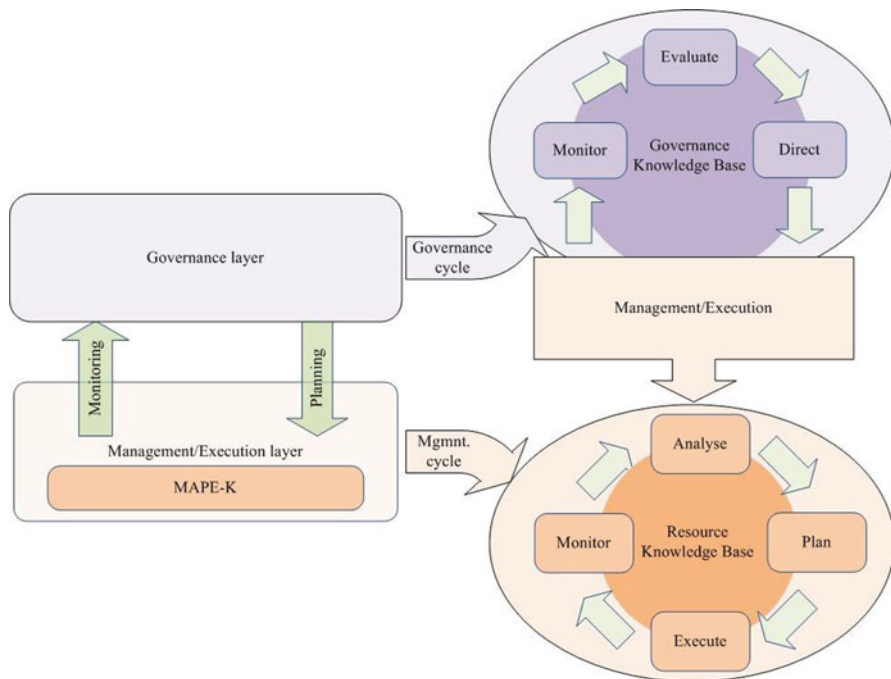 Evaluate
Monitor
Governance
Knowledge Base
Direct
Governance layer
Governance
cycle
Management/Execution
Monitoring
Planning
Management/Execution layer
MAPE-K
Mgmnt.
cycle
Analyse
Monitor
Resource
Knowledge Base
Plan
Execute